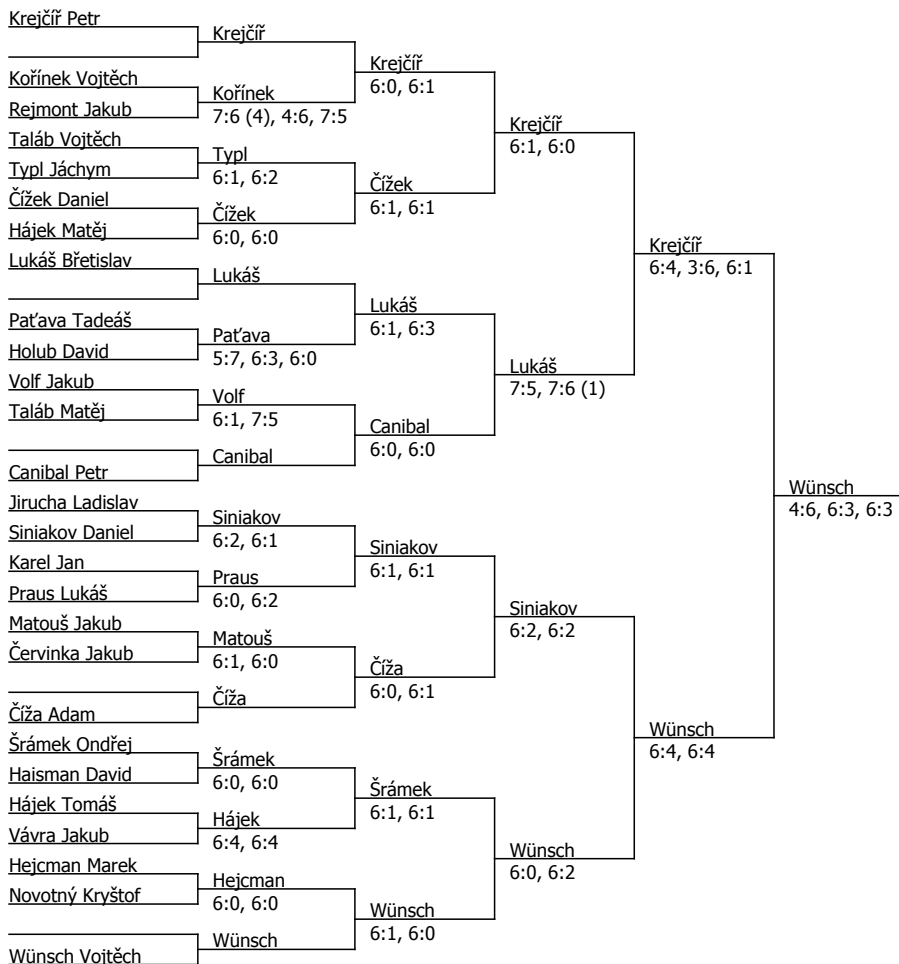 Krejčíř Petr
Kořínek Vojtěch
Rejmont Jakub
Taláb Vojtěch
Typl Jáchym
Čížek Daniel
Hájek Matěj
Lukáš Břetislav
Paťava Tadeáš
Holub David
Volf Jakub
Taláb Matěj
Canibal Petr
Jirucha Ladislav
Siniakov Daniel
Karel Jan
Praus Lukáš
Matouš Jakub
Červinka Jakub
Číža Adam
Šrámek Ondřej
Haisman David
Hájek Tomáš
Vávra Jakub
Hejcman Marek
Novotný Kryštof
Wünsch Vojtěch
Krejčíř
Kořínek
7:6 (4), 4:6, 7:5
Typl
6:1, 6:2
Čížek
6:0, 6:0
Lukáš
Paťava
5:7, 6:3, 6:0
Volf
6:1, 7:5
Canibal
Siniakov
6:2, 6:1
Praus
6:0, 6:2
Matouš
6:1, 6:0
Číža
Šrámek
6:0, 6:0
Hájek
6:4, 6:4
Hejcman
6:0, 6:0
Wünsch
Krejčíř
6:0, 6:1
Čížek
6:1, 6:1
Lukáš
6:1, 6:3
Canibal
6:0, 6:0
Siniakov
6:1, 6:1
Číža
6:0, 6:1
Šrámek
6:1, 6:1
Wünsch
6:1, 6:0
Krejčíř
6:1, 6:0
Lukáš
7:5, 7:6 (1)
Siniakov
6:2, 6:2
Wünsch
6:0, 6:2
Krejčíř
6:4, 3:6, 6:1
Wünsch
6:4, 6:4
Wünsch
4:6, 6:3, 6:3